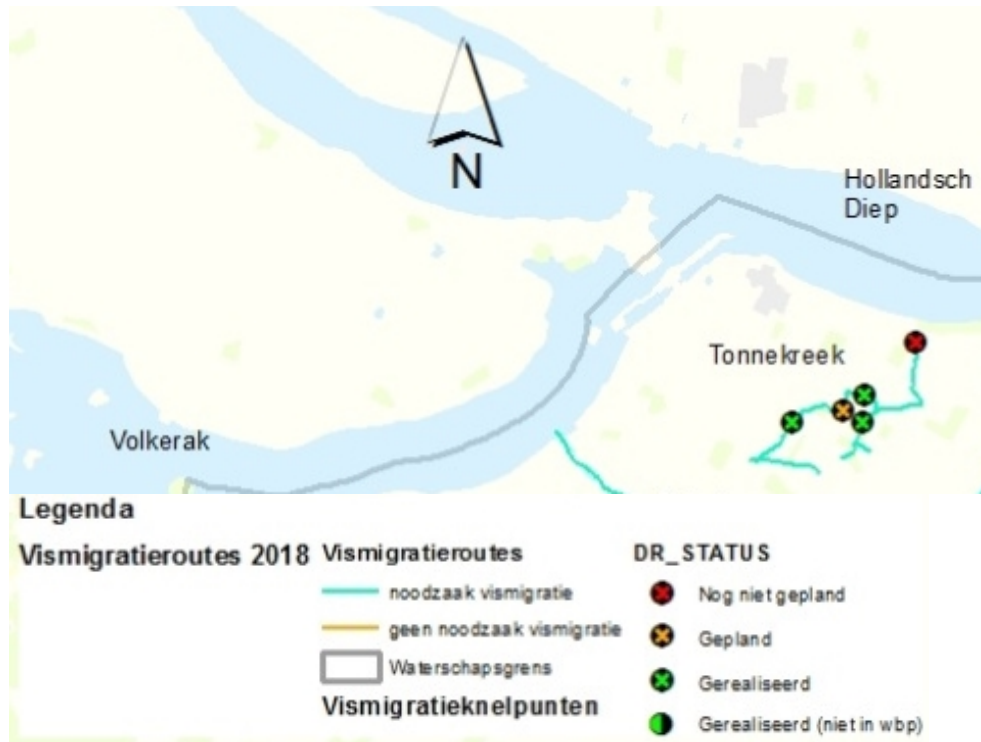 N
Hollandsch
Diep
Tonnekreek
Volkerak
Legenda
Vismigratieroutes 2018
Vismigratieroutes
noodzaak vismigratie
geen noodzaak vismigratie
Waterschapsgrens
Vismigratieknelpunten
DR_STATUS
Nog niet gepland
Gepland
Gerealiseerd
Gerealiseerd (niet in wbp)